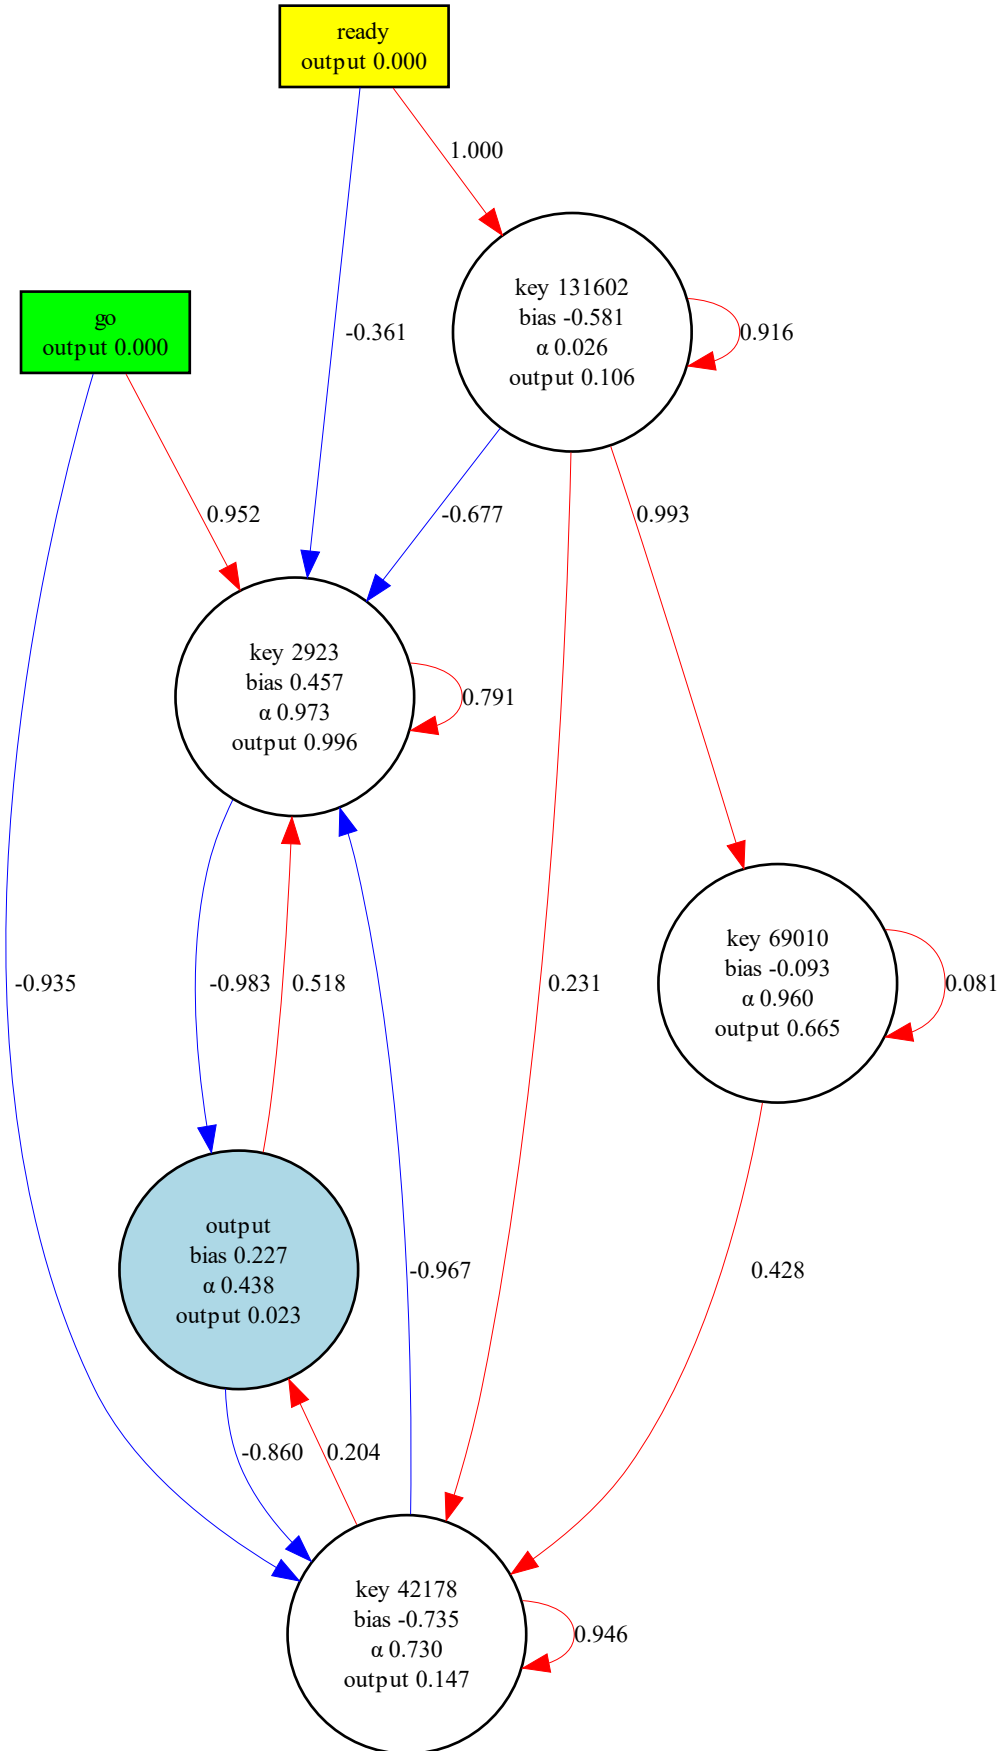 ready
output 0.000
1.000
key 131602
bias -0.581
α 0.026
output 0.106
0.916
go
output 0.000
-0.361
0.952
-0.677
0.993
key 2923
bias 0.457
α 0.973
output 0.996
0.791
key 69010
bias -0.093
α 0.960
output 0.665
0.081
-0.935
-0.983
0.518
0.231
output
bias 0.227
α 0.438
output 0.023
-0.967
0.428
-0.860
0.204
key 42178
bias -0.735
α 0.730
output 0.147
0.946